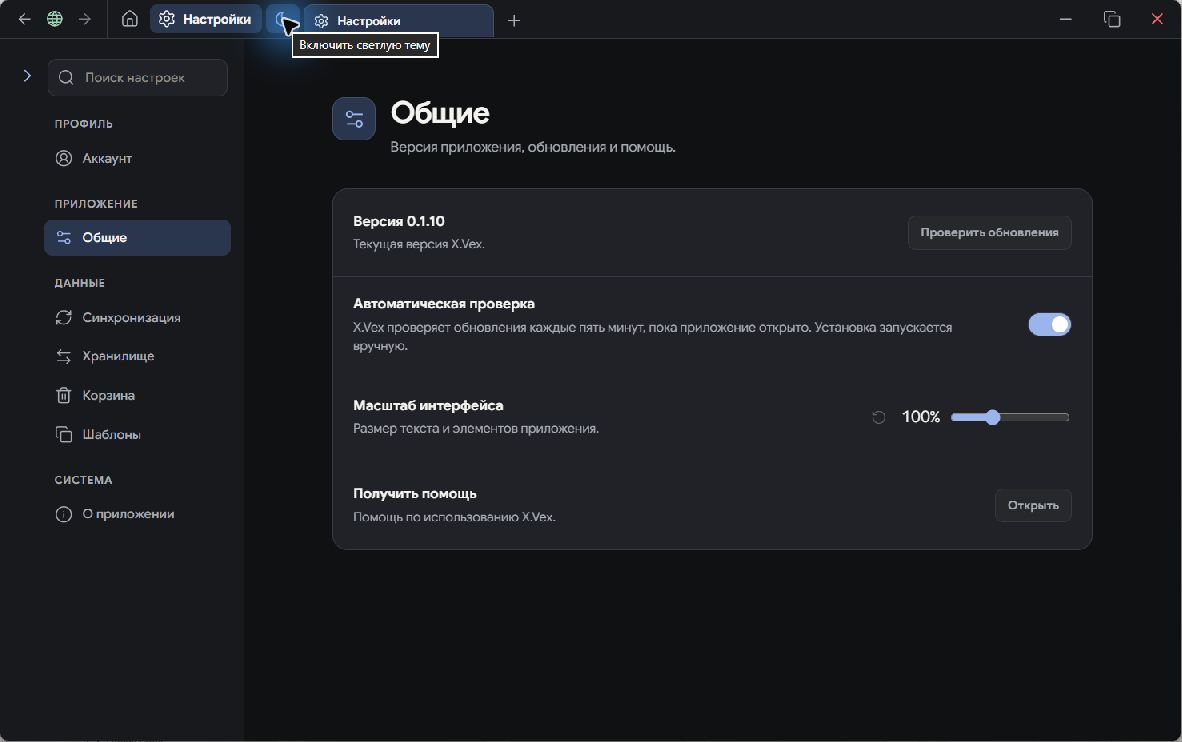 Настройки
Настройки
Включить светлую тему
Поиск настроек
ПРОФИЛЬ
Аккаунт
ПРИЛОЖЕНИЕ
Общие
ДАННЫЕ
Синхронизация
Хранилище
Корзина
Шаблоны
СИСТЕМА
О приложении
Общие
Версия приложения, обновления и помощь.
Версия 0.1.10
Текущая версия X.Vex.
Проверить обновления
Автоматическая проверка
X.Vex проверяет обновления каждые пять минут, пока приложение открыто. Установка запускается
вручную.
Масштаб интерфейса
Размер текста и элементов приложения.
100%
Получить помощь
Помощь по использованию X.Vex.
Открыть